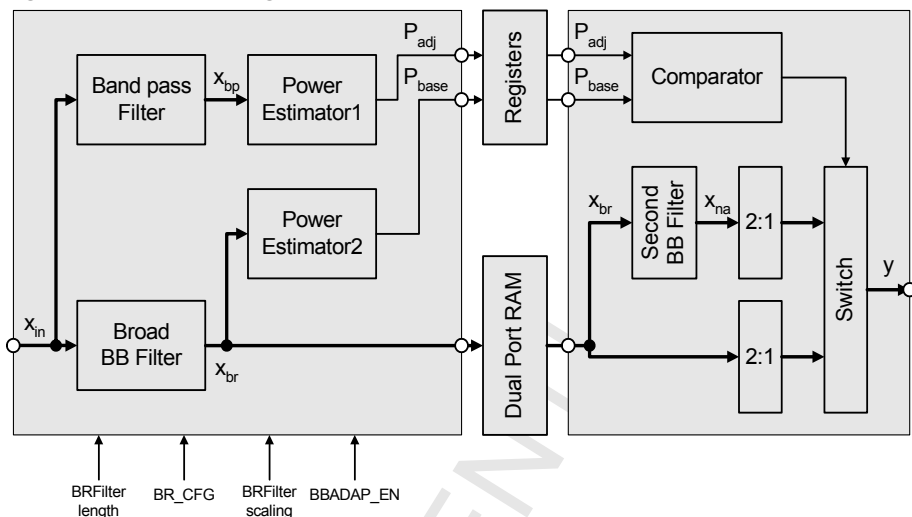 Band pass
Filter
x_bp
Power
Estimator1
P_adj
P_base
Registers
P_adj
P_base
Comparator
Power
Estimator2
x_in
Broad
BB Filter
x_br
Dual Port RAM
x_br
Second
BB Filter
x_na
2:1
2:1
Switch
y
BRFilter
length
BR_CFG
BRFilter
scaling
BBADAP_EN